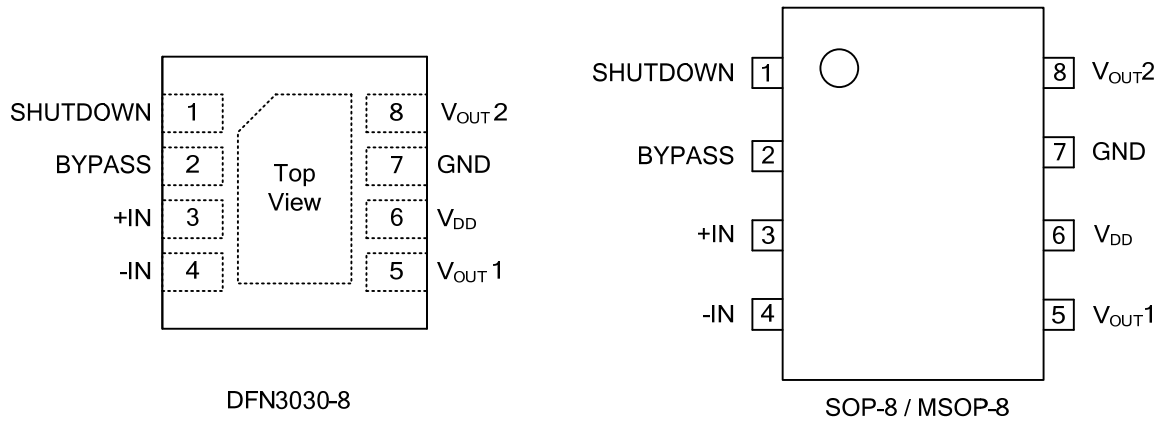 SHUTDOWN 1 8 VOUT2
BYPASS 2 7 GND
+IN 3 6 VDD
-IN 4 5 VOUT1
Top
View
DFN3030-8
SHUTDOWN 1 8 VOUT2
BYPASS 2 7 GND
+IN 3 6 VDD
-IN 4 5 VOUT1
SOP-8 / MSOP-8